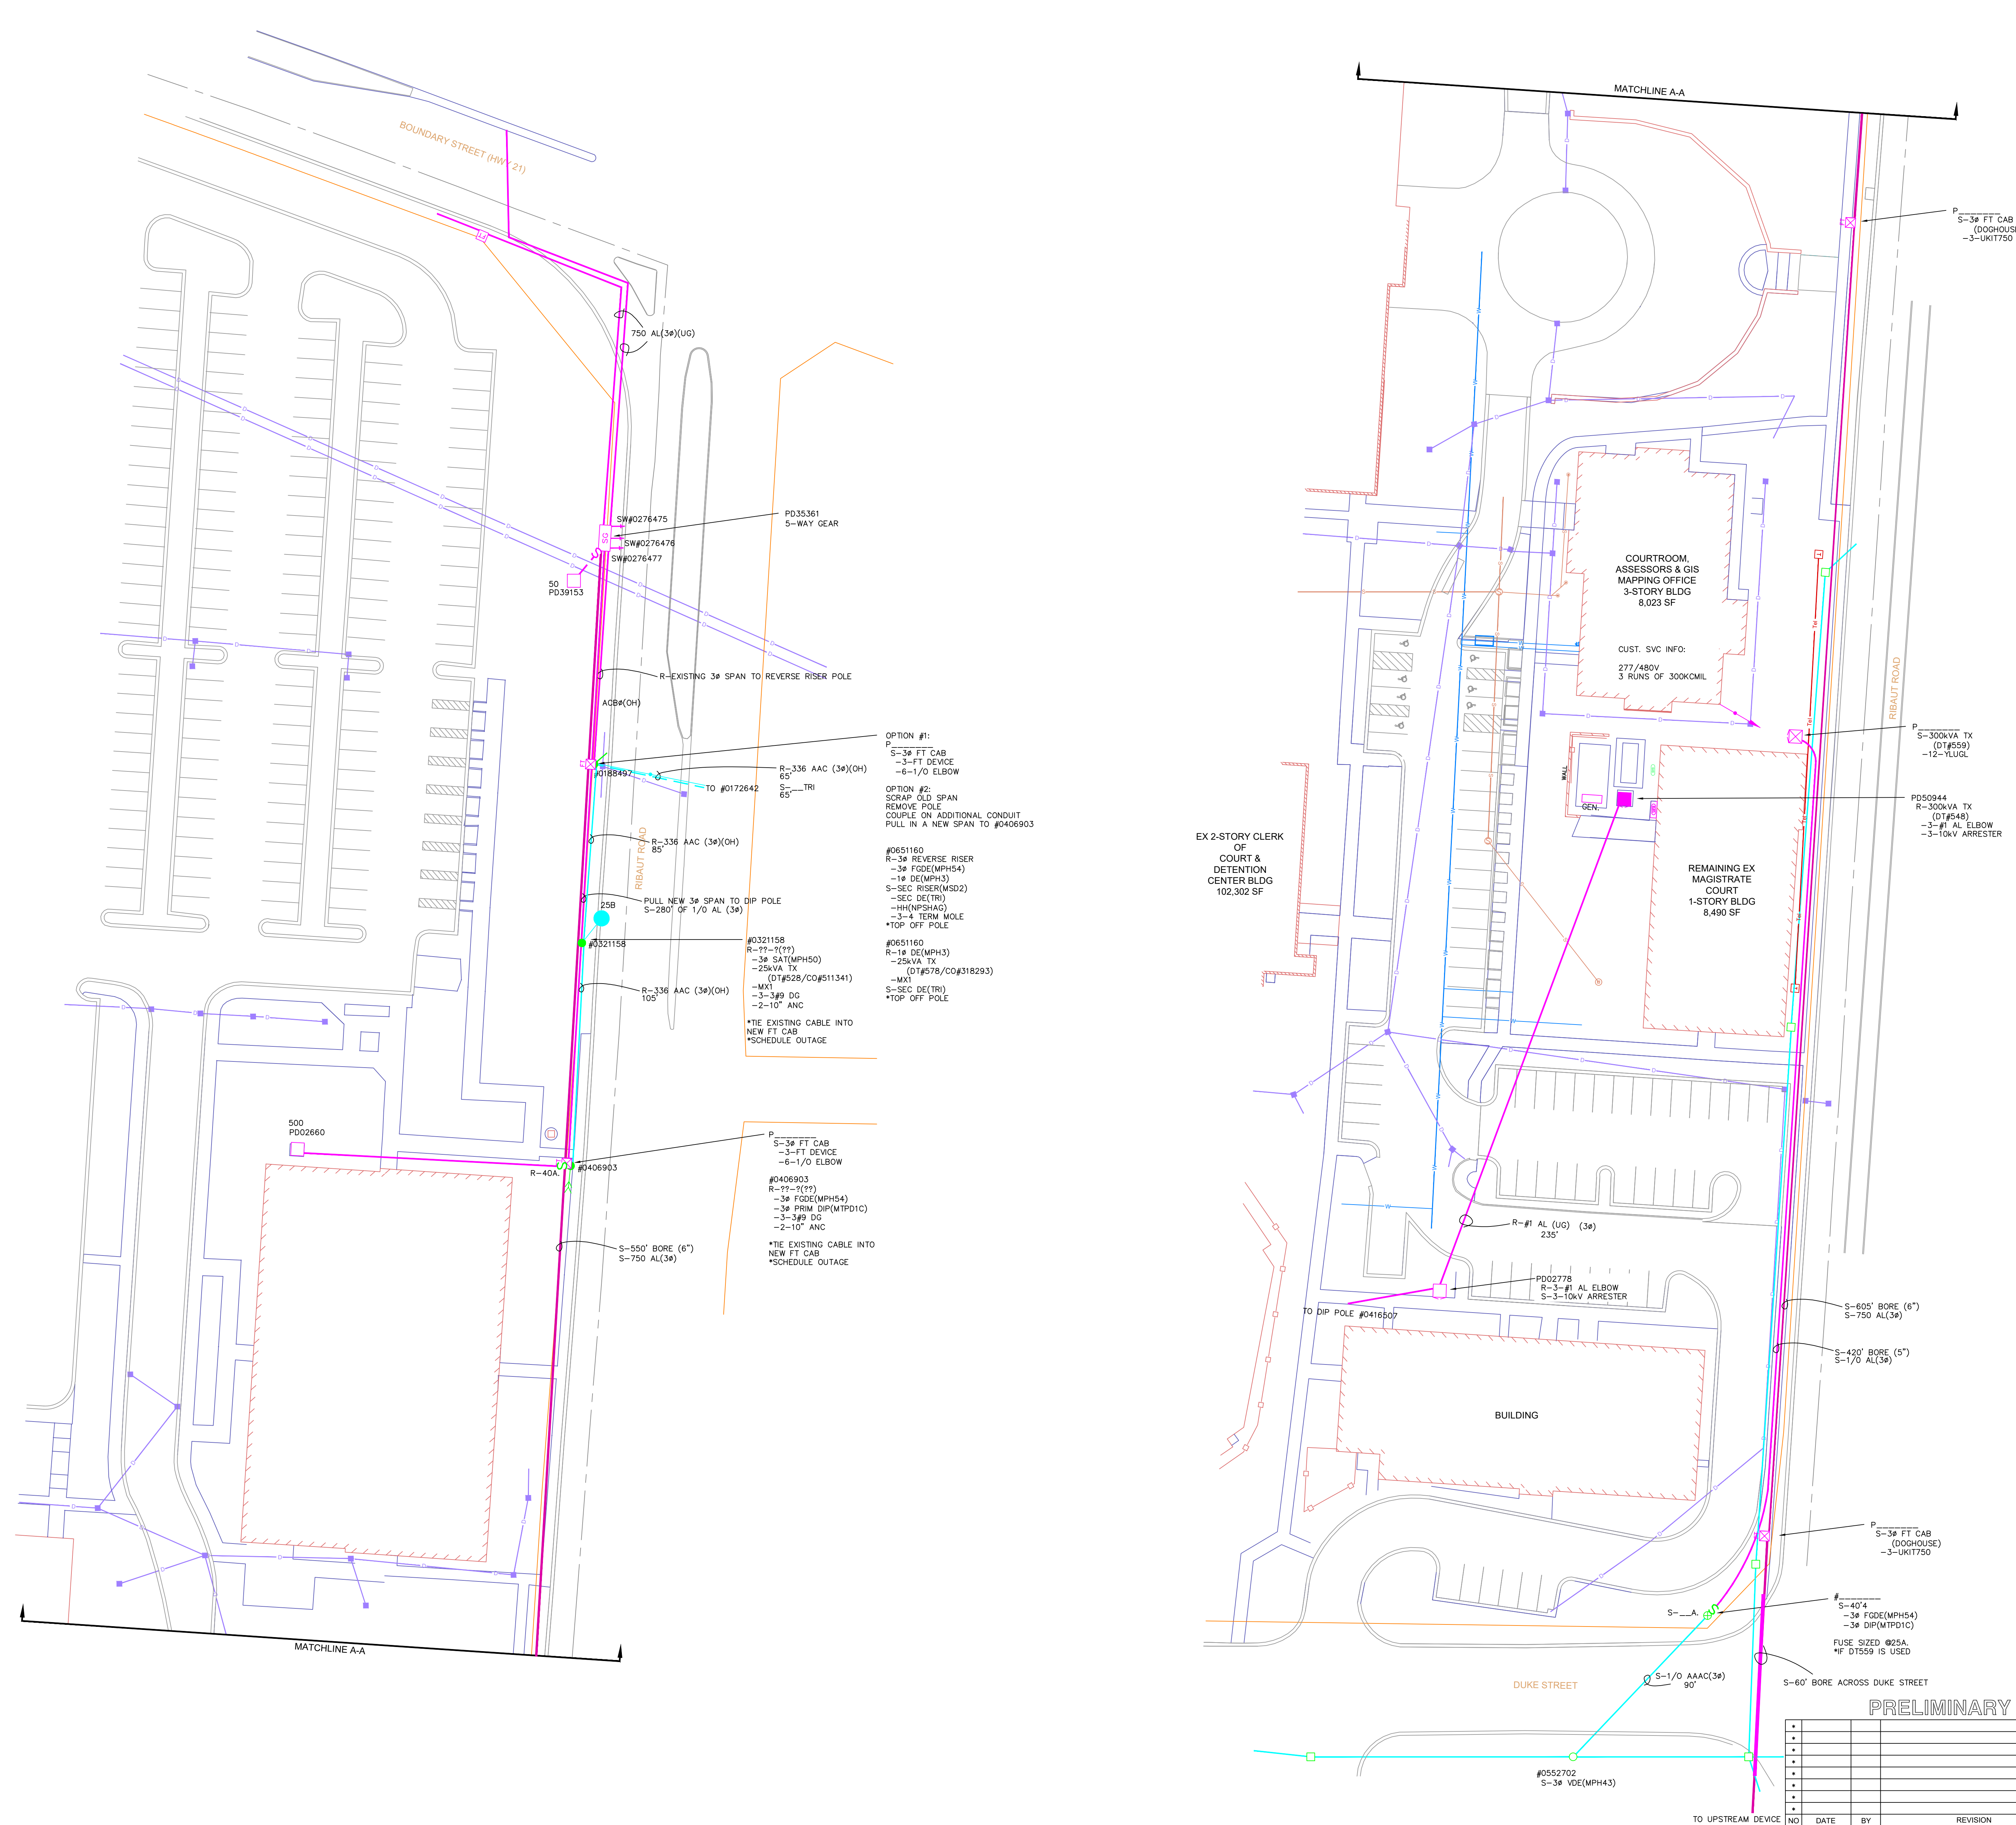 BOUNDARY STREET (HWY 21)
FT
750 AL(3ø)(UG)
SW#0276475
PD35361
5-WAY GEAR
SG
SW#0276476
SW#0276477
50
PD39153
R-EXISTING 3ø SPAN TO REVERSE RISER POLE
ACBø(OH)
FT
#0188497
R-336 AAC (3ø)(OH)
65'
S-__TRI
65'
TO #0172642
OPTION #1:
P_______
S-3ø FT CAB
-3-FT DEVICE
-6-1/0 ELBOW
OPTION #2:
SCRAP OLD SPAN
REMOVE POLE
COUPLE ON ADDITIONAL CONDUIT
PULL IN A NEW SPAN TO #0406903
#0651160
R-3ø REVERSE RISER
-3ø FGDE(MPH54)
-1ø DE(MPH3)
S-SEC RISER(MSD2)
-SEC DE(TRI)
-HH(NPSHAG)
-3-4 TERM MOLE
*TOP OFF POLE
#0651160
R-1ø DE(MPH3)
-25kVA TX
(DT#578/CO#318293)
-MX1
S-SEC DE(TRI)
*TOP OFF POLE
R-336 AAC (3ø)(OH)
85'
RIBAUT ROAD
PULL NEW 3ø SPAN TO DIP POLE
S-280' OF 1/0 AL (3ø)
25B
#0321158
#0321158
R-??-?(??)
-3ø SAT(MPH50)
-25kVA TX
(DT#528/CO#511341)
-MX1
-3-3#9 DG
-2-10" ANC
*TIE EXISTING CABLE INTO
NEW FT CAB
*SCHEDULE OUTAGE
R-336 AAC (3ø)(OH)
105'
500
PD02660
R-40A.
#0406903
P_______
S-3ø FT CAB
-3-FT DEVICE
-6-1/0 ELBOW
#0406903
R-??-?(??)
-3ø FGDE(MPH54)
-3ø PRIM DIP(MTPD1C)
-3-3#9 DG
-2-10" ANC
*TIE EXISTING CABLE INTO
NEW FT CAB
*SCHEDULE OUTAGE
S-550' BORE (6")
S-750 AL(3ø)
MATCHLINE A-A
MATCHLINE A-A
P_______
S-3ø FT CAB
(DOGHOUSE
-3-UKIT750
COURTROOM,
ASSESSORS & GIS
MAPPING OFFICE
3-STORY BLDG
8,023 SF
CUST. SVC INFO:
277/480V
3 RUNS OF 300KCMIL
RIBAUT ROAD
Tel
P_______
S-300kVA TX
(DT#559)
-12-YLUGL
WALL
GEN.
PD50944
R-300kVA TX
(DT#548)
-3-#1 AL ELBOW
-3-10kV ARRESTER
EX 2-STORY CLERK
OF
COURT &
DETENTION
CENTER BLDG
102,302 SF
REMAINING EX
MAGISTRATE
COURT
1-STORY BLDG
8,490 SF
R-#1 AL (UG) (3ø)
235'
PD02778
R-3-#1 AL ELBOW
S-3-10kV ARRESTER
TO DIP POLE #0416507
S-605' BORE (6")
S-750 AL(3ø)
S-420' BORE (5")
S-1/0 AL(3ø)
BUILDING
P_______
S-3ø FT CAB
(DOGHOUSE)
-3-UKIT750
S-__A.
#_______
S-40'4
-3ø FGDE(MPH54)
-3ø DIP(MTPD1C)
FUSE SIZED @25A.
*IF DT559 IS USED
S-1/0 AAAC(3ø)
90'
S-60' BORE ACROSS DUKE STREET
DUKE STREET
PRELIMINARY
#0552702
S-3ø VDE(MPH43)
TO UPSTREAM DEVICE
NO DATE BY REVISION